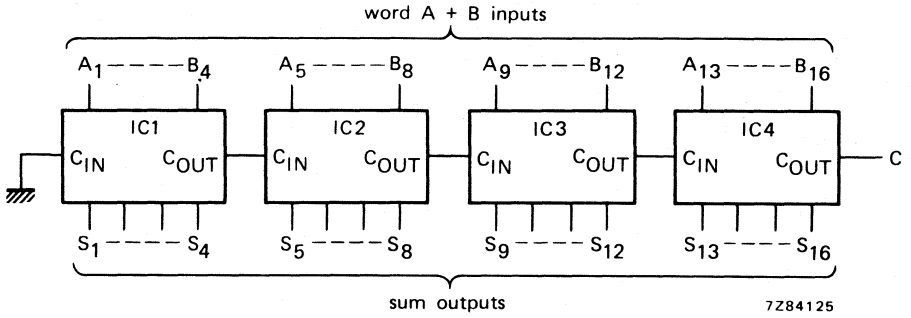 word A + B inputs
A1-----B4 A5-----B8 A9-----B12 A13-----B16
IC1 IC2 IC3 IC4
CIN COUT CIN COUT CIN COUT CIN COUT C
S1-----S4 S5-----S8 S9-----S12 S13-----S16
sum outputs
7Z84125